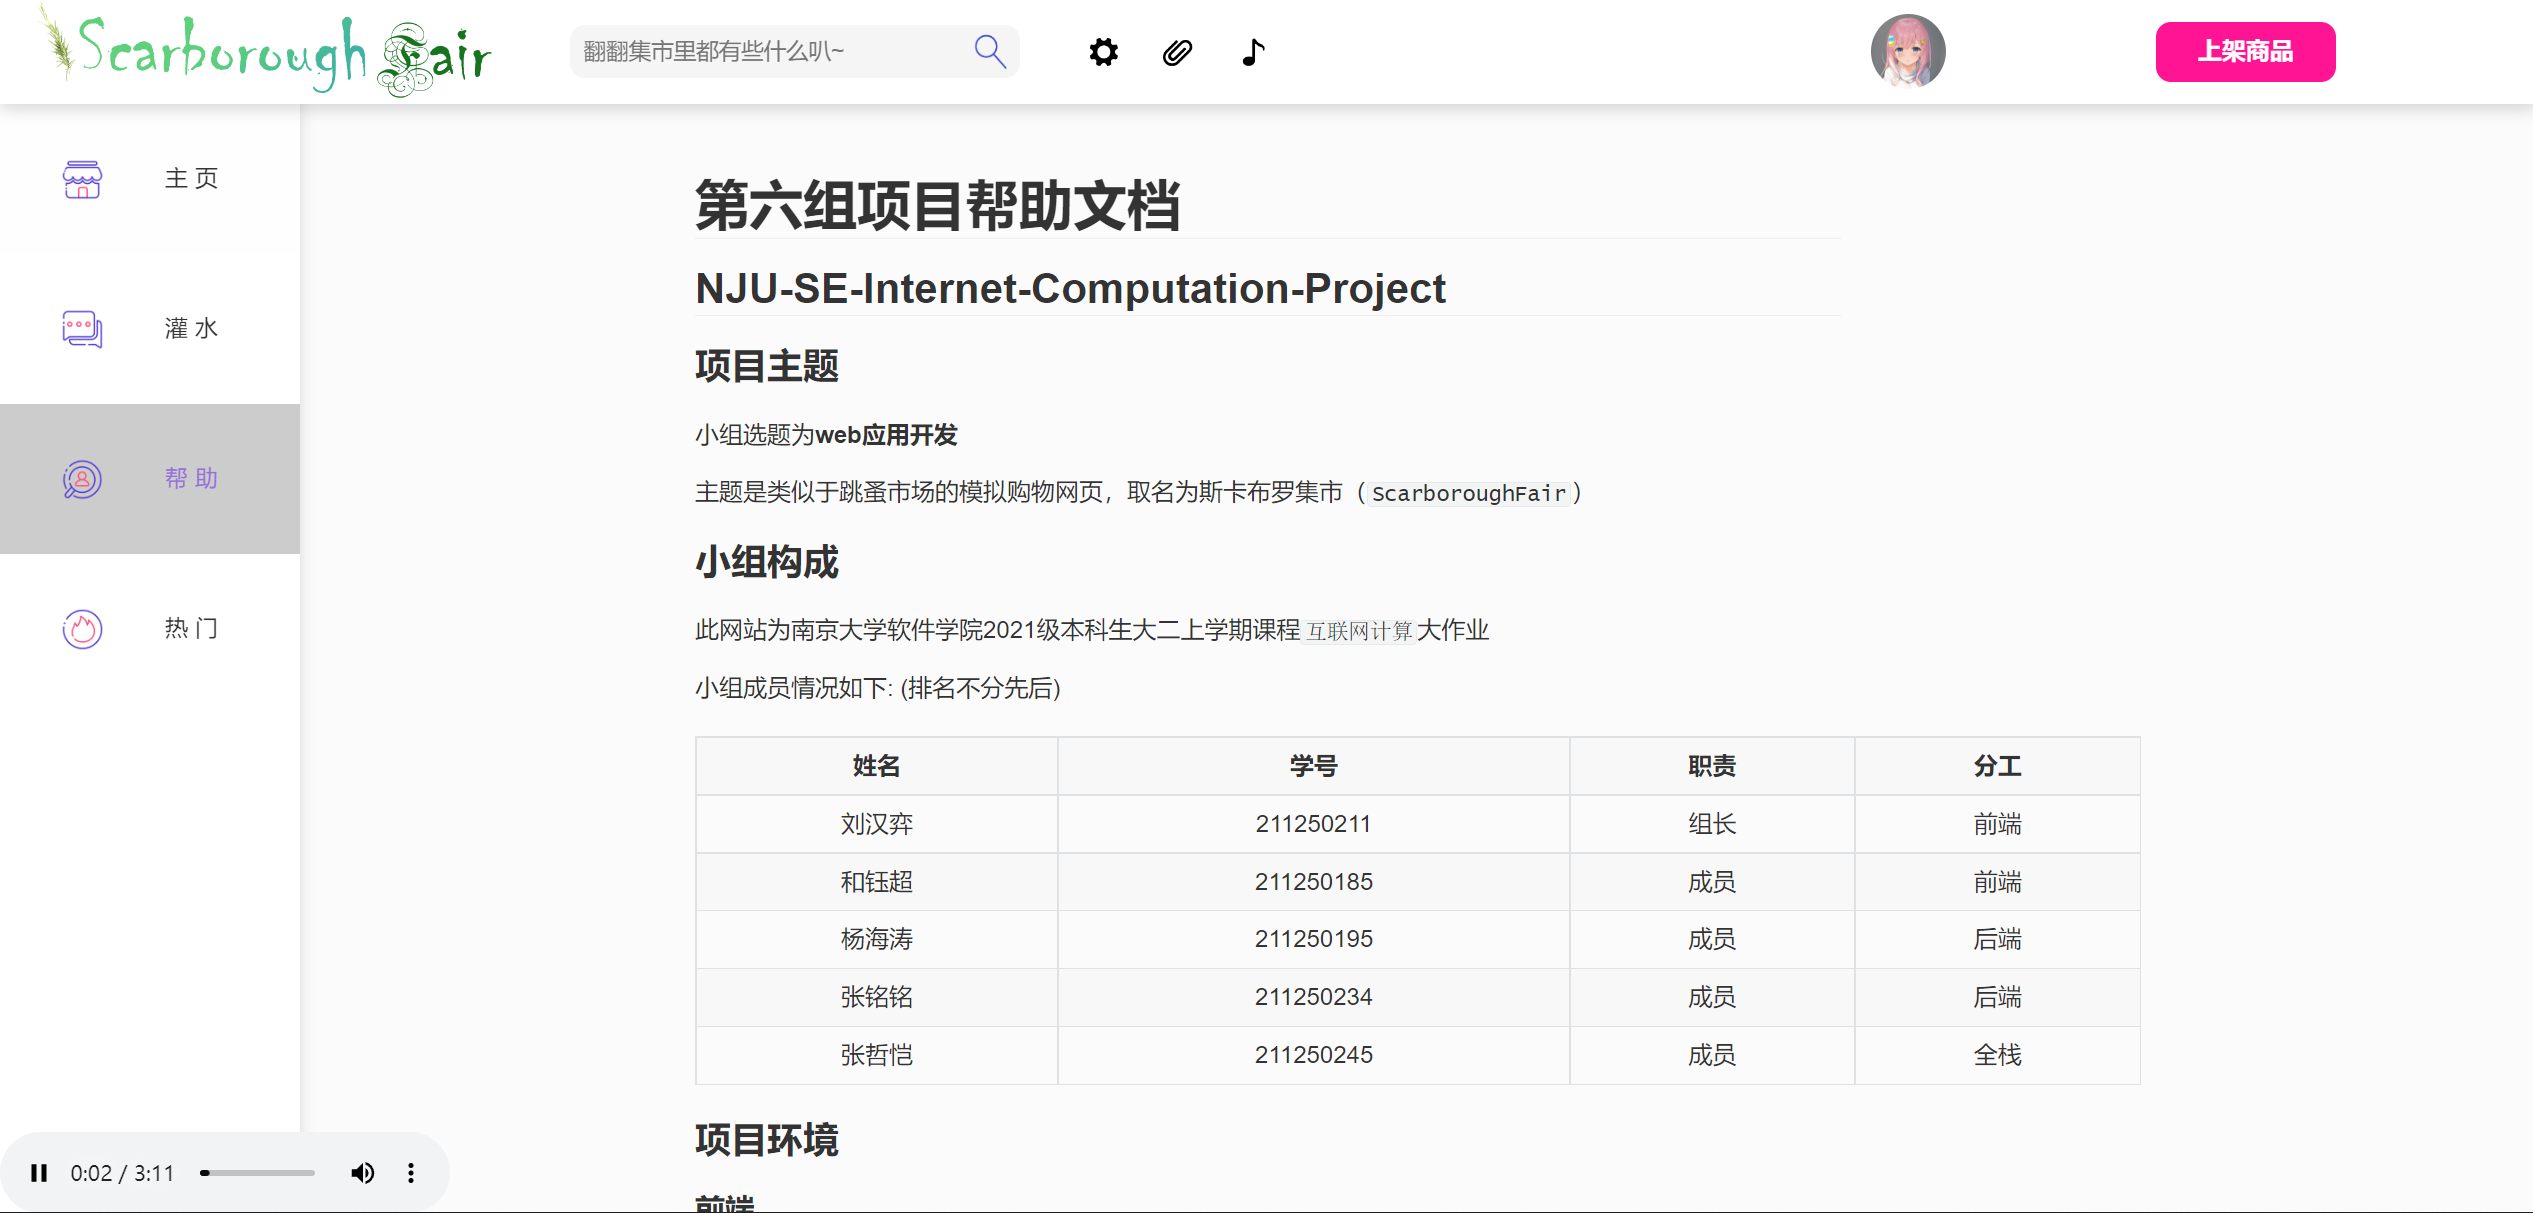 Scarborough Fair
翻翻集市里都有些什么叭~
上架商品
主 页
灌 水
帮 助
热 门
第六组项目帮助文档
NJU-SE-Internet-Computation-Project
项目主题
小组选题为web应用开发
主题是类似于跳蚤市场的模拟购物网页，取名为斯卡布罗集市（ScarboroughFair）
小组构成
此网站为南京大学软件学院2021级本科生大二上学期课程互联网计算大作业
小组成员情况如下: (排名不分先后)
姓名 学号 职责 分工
刘汉弈 211250211 组长 前端
和钰超 211250185 成员 前端
杨海涛 211250195 成员 后端
张铭铭 211250234 成员 后端
张哲恺 211250245 成员 全栈
项目环境
前端
0:02 / 3:11